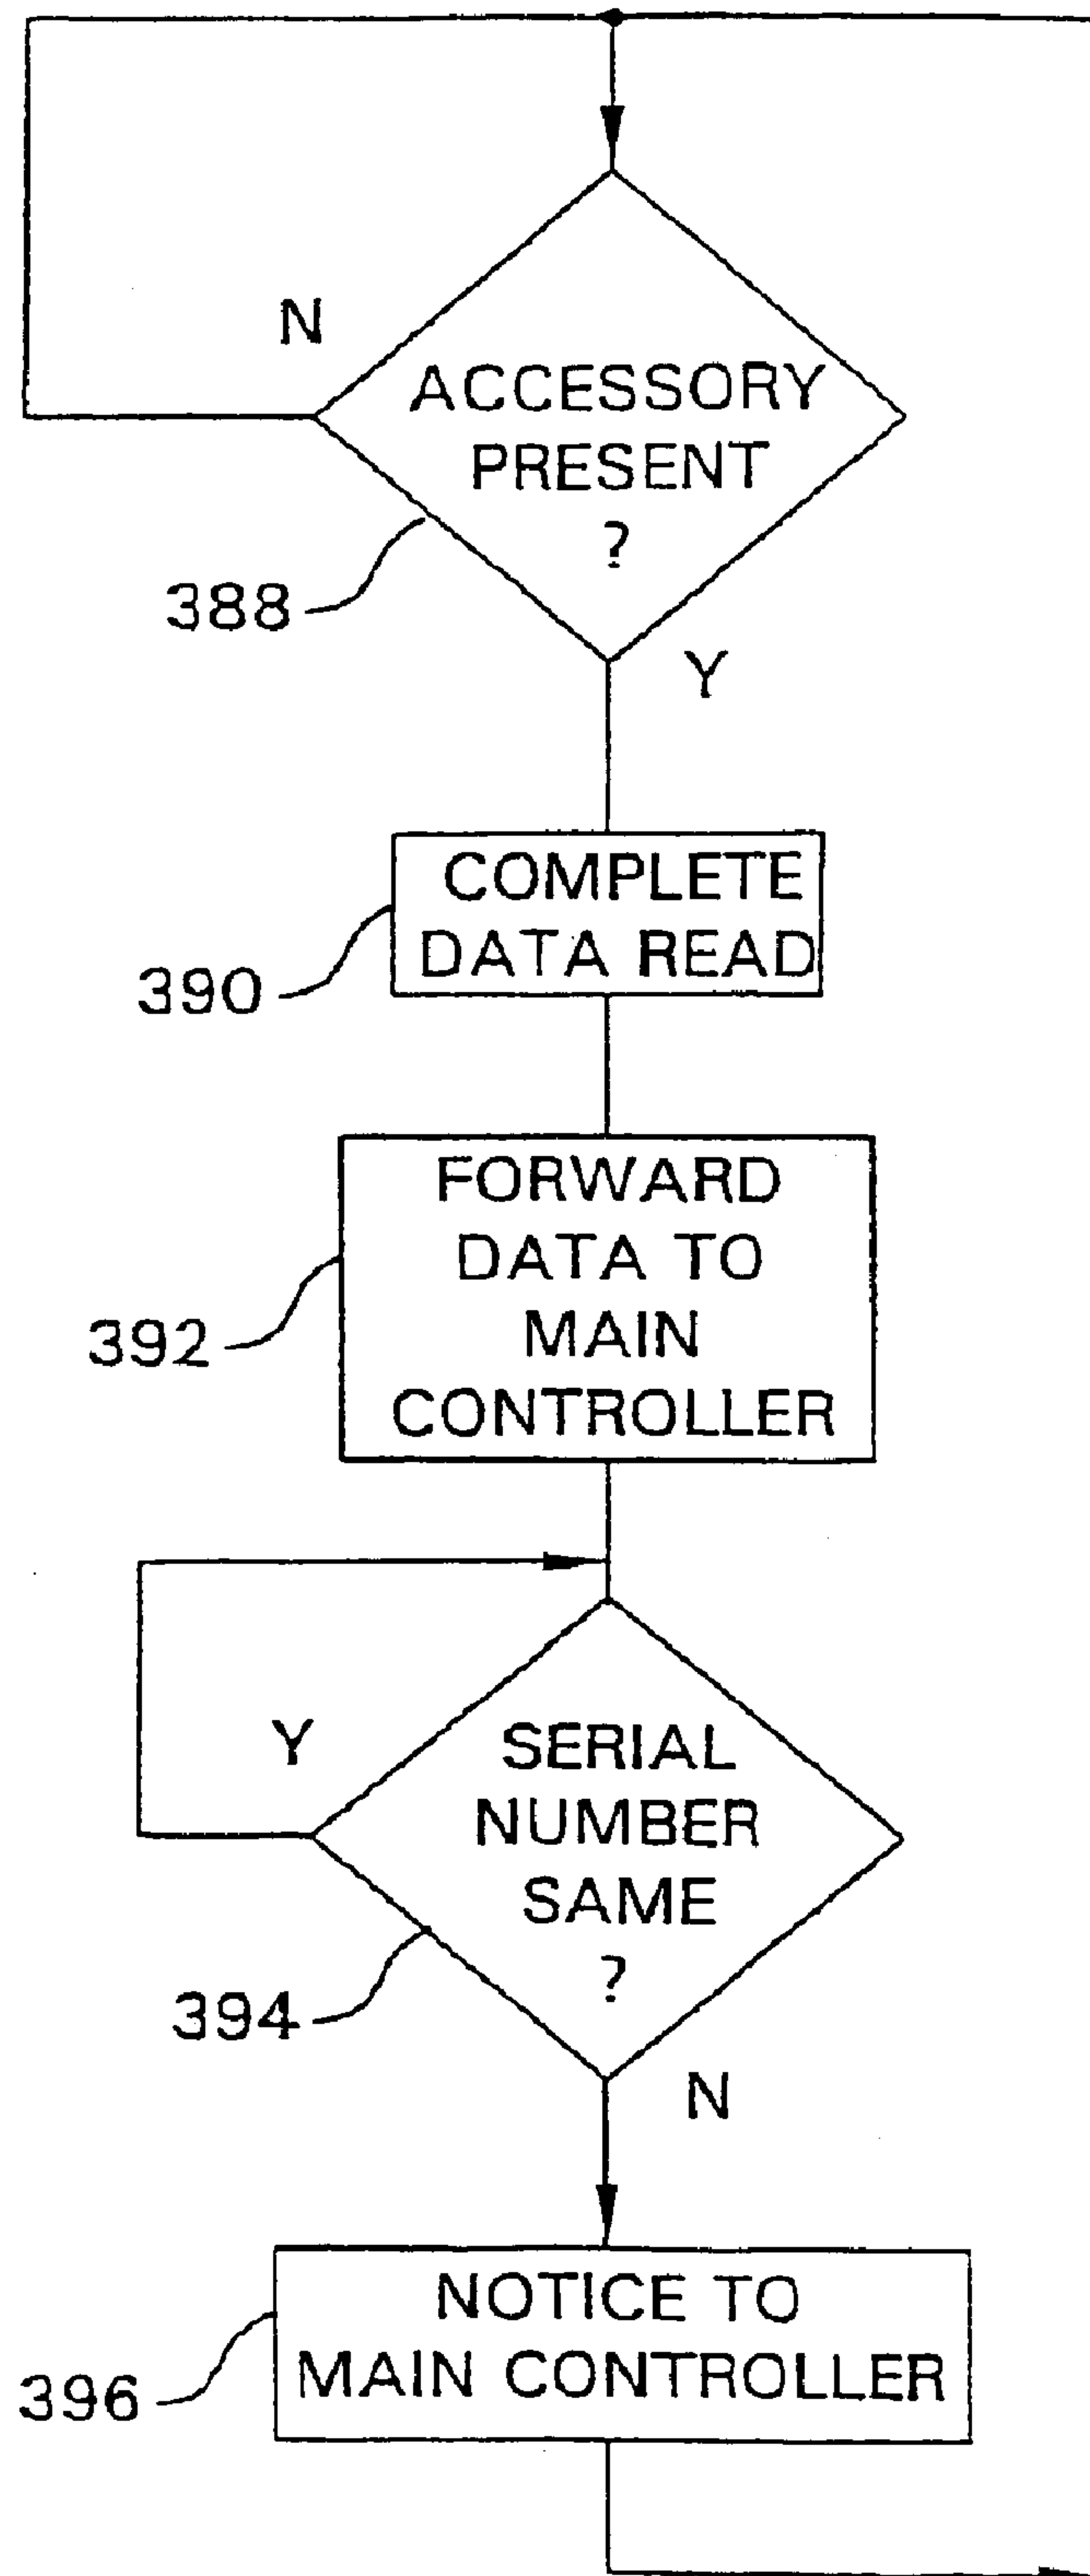 N
ACCESSORY
PRESENT
?
388
Y
COMPLETE
DATA READ
390
FORWARD
DATA TO
MAIN
CONTROLLER
392
Y
SERIAL
NUMBER
SAME
?
394
N
NOTICE TO
MAIN CONTROLLER
396